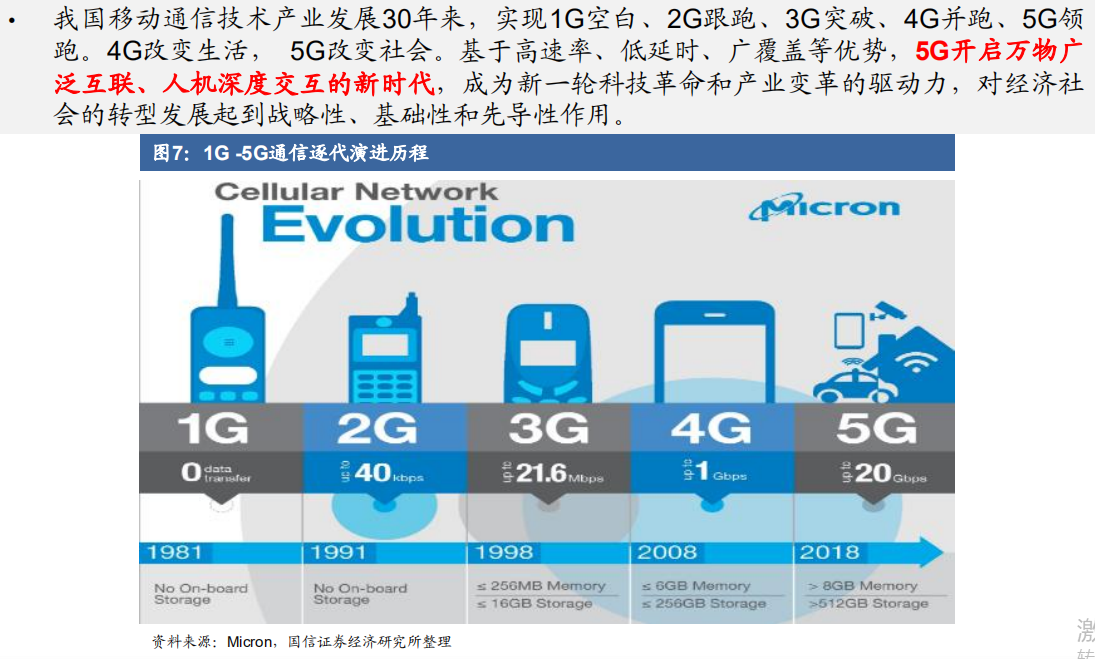 • 我国移动通信技术产业发展30年来，实现1G空白、2G跟跑、3G突破、4G并跑、5G领
跑。4G改变生活， 5G改变社会。基于高速率、低延时、广覆盖等优势，5G开启万物广
泛互联、人机深度交互的新时代，成为新一轮科技革命和产业变革的驱动力，对经济社
会的转型发展起到战略性、基础性和先导性作用。
图7：1G -5G通信逐代演进历程
Cellular Network
Evolution
Micron
1G 2G 3G 4G 5G
0 data transfer
up to 40 kbps
up to 21.6 Mbps
up to 1 Gbps
up to 20 Gbps
1981 1991 1998 2008 2018
No On-board
Storage
No On-board
Storage
≤ 256MB Memory
≤ 16GB Storage
≤ 6GB Memory
≤ 256GB Storage
> 8GB Memory
>512GB Storage
资料来源：Micron，国信证券经济研究所整理
激
转